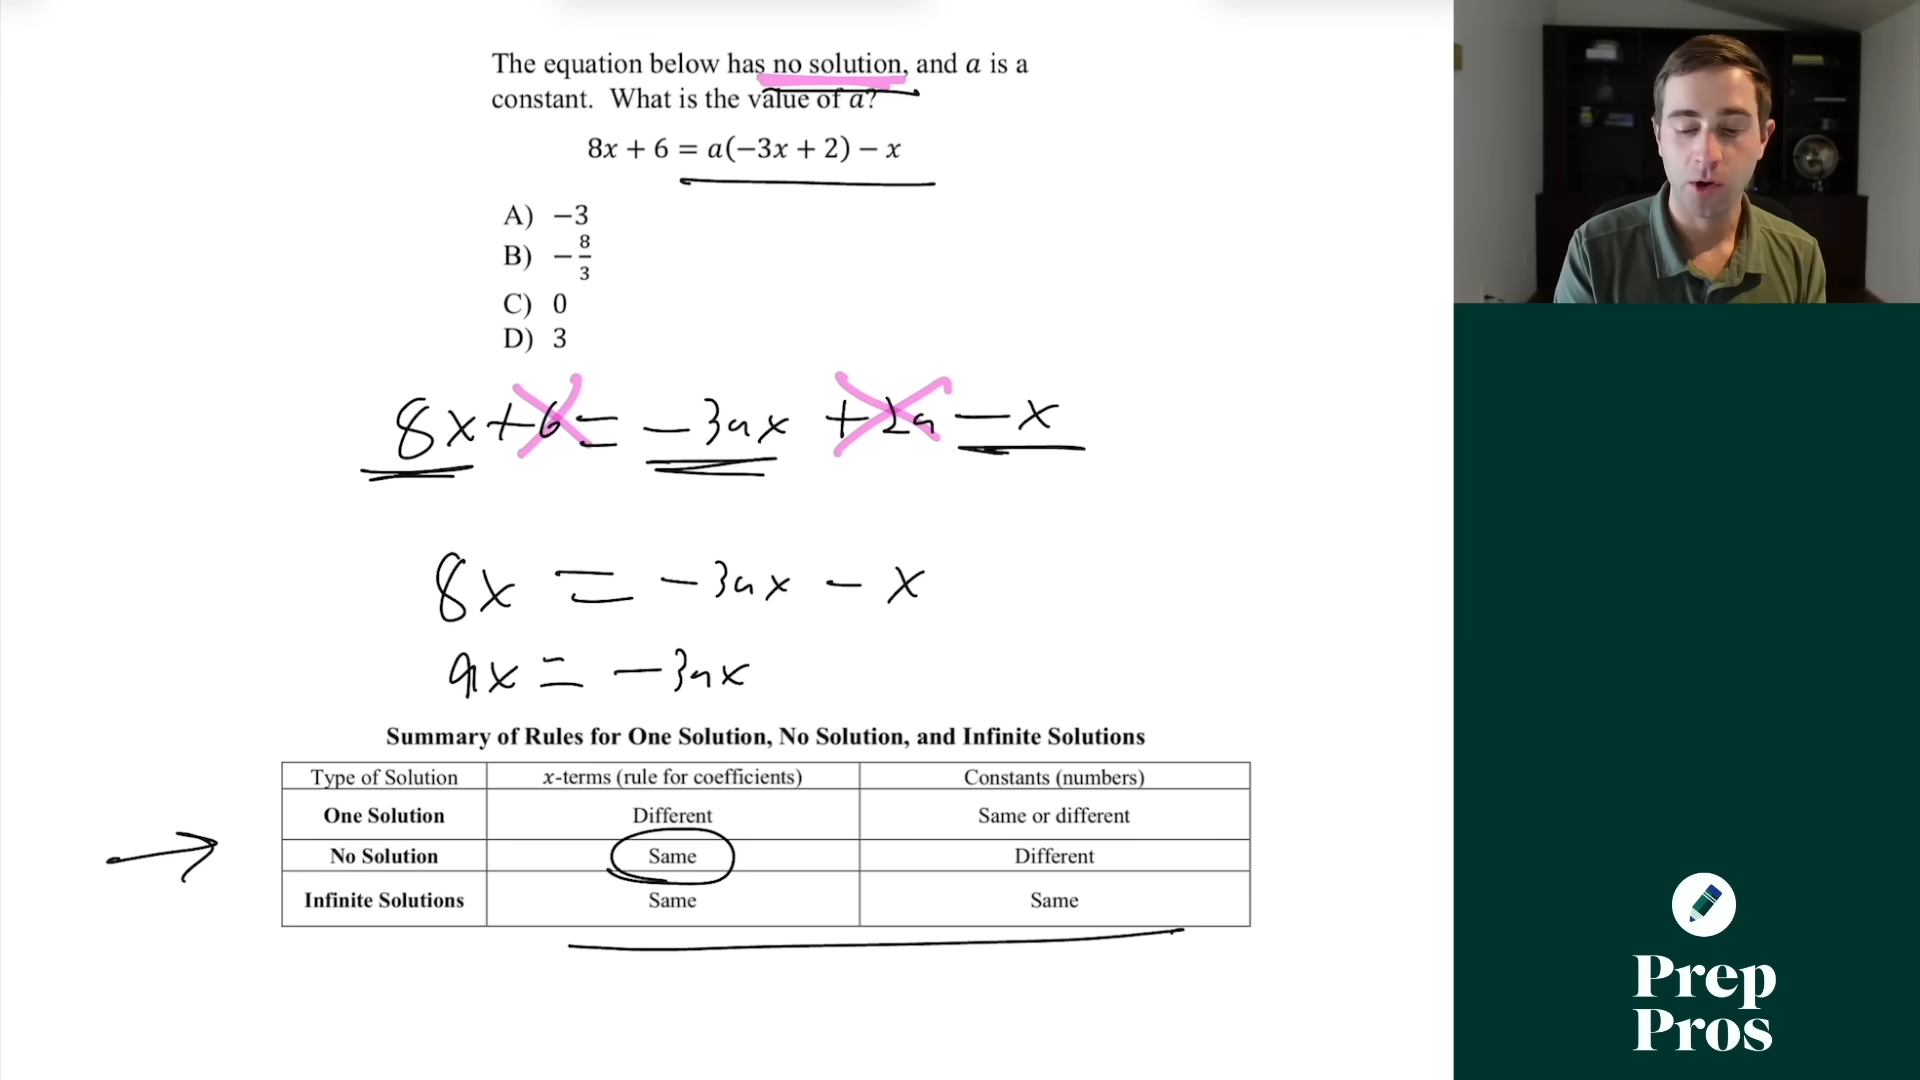 The equation below has no solution, and a is a
constant. What is the value of a?
8x + 6 = a(−3x + 2) − x
A) −3
B) −8/3
C) 0
D) 3
8x + 6 = −3ax + 2a − x
8x = −3ax − x
9x = −3ax
Summary of Rules for One Solution, No Solution, and Infinite Solutions
Type of Solution x-terms (rule for coefficients) Constants (numbers)
One Solution Different Same or different
No Solution Same Different
Infinite Solutions Same Same
Prep
Pros